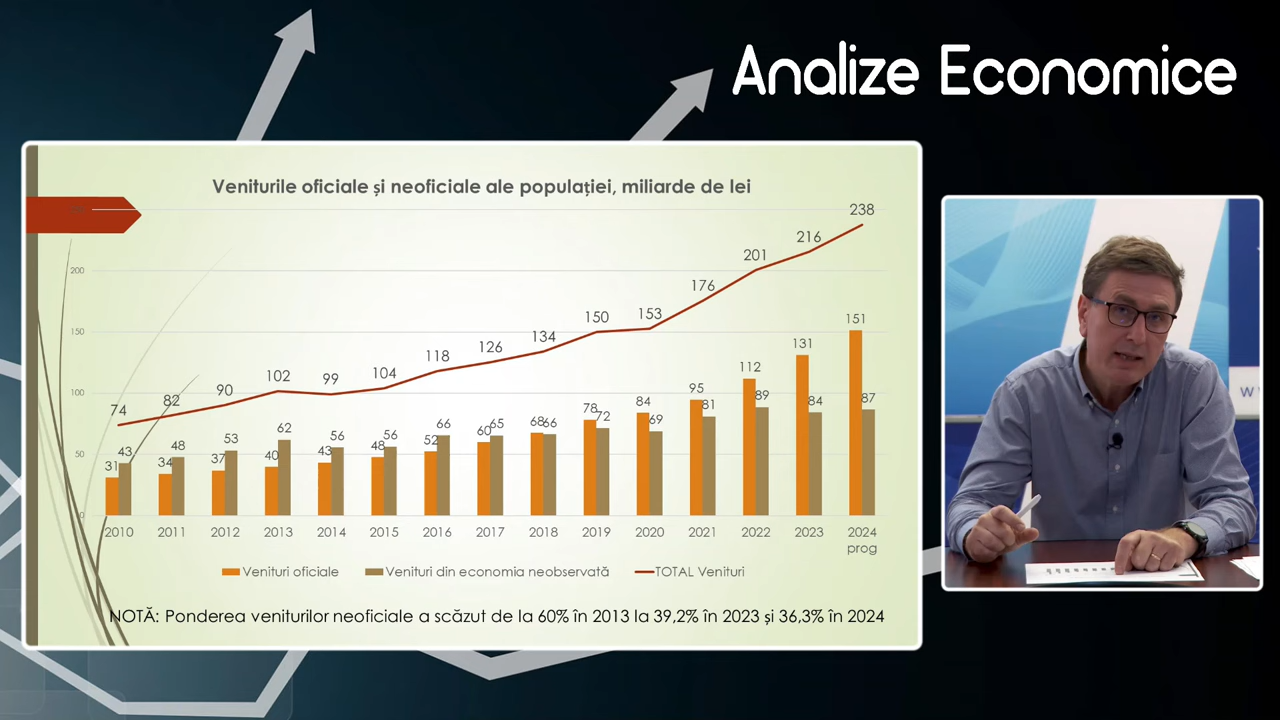 Analize Economice
Veniturile oficiale și neoficiale ale populației, miliarde de lei
200
150
100
50
0
74 82 90 102 99 104 118 126 134 150 153 176 201 216 238
31 34 37 40 43 48 52 60 68 78 84 95 112 131 151
43 48 53 62 56 56 66 65 66 72 69 81 89 84 87
2010 2011 2012 2013 2014 2015 2016 2017 2018 2019 2020 2021 2022 2023 2024
prog
Venituri oficiale Venituri din economia neobservată TOTAL Venituri
NOTĂ: Ponderea veniturilor neoficiale a scăzut de la 60% în 2013 la 39,2% în 2023 și 36,3% în 2024
W